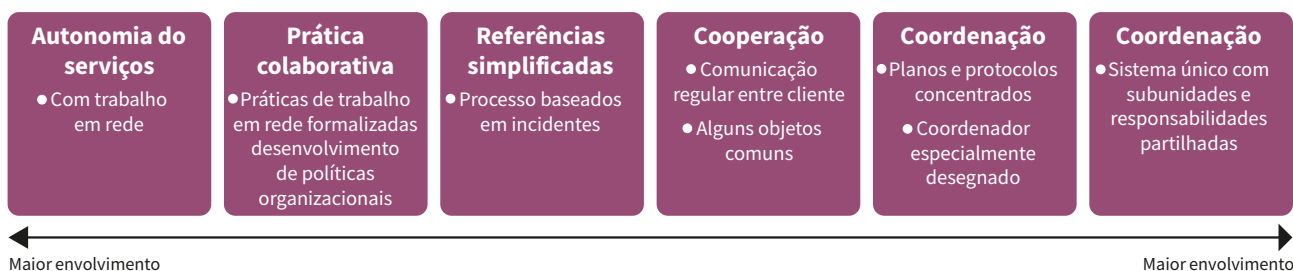 Autonomia do
serviços
● Com trabalho
em rede
Prática
colaborativa
● Práticas de trabalho
em rede formalizadas
desenvolvimento
de políticas
organizacionais
Referências
simplificadas
● Processo baseados
em incidentes
Cooperação
● Comunicação
regular entre cliente
● Alguns objetos
comuns
Coordenação
● Planos e protocolos
concentrados
● Coordenador
especialmente
desegnado
Coordenação
● Sistema único com
subunidades e
responsabilidades
partilhadas
Maior envolvimento
Maior envolvimento